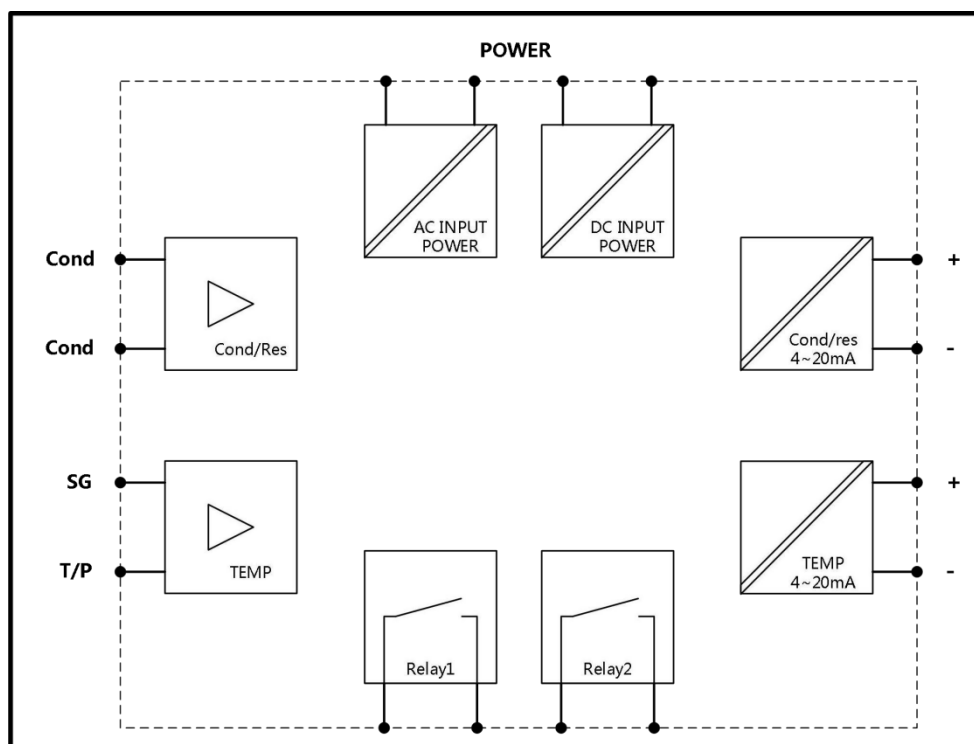 POWER
AC INPUT
POWER
DC INPUT
POWER
Cond
Cond
Cond/Res
Cond/res
4~20mA
+
-
SG
T/P
TEMP
TEMP
4~20mA
+
-
Relay1
Relay2